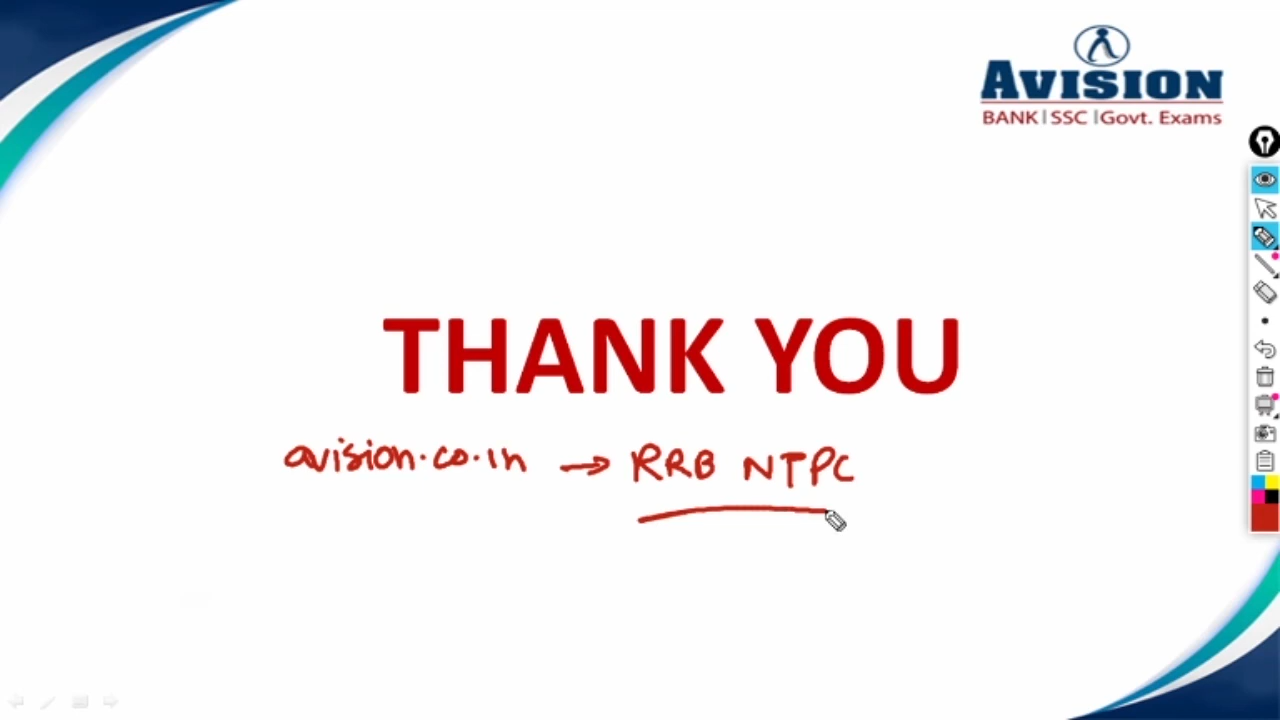 AVISION
BANK | SSC | Govt. Exams
THANK YOU
avision.co.in → RRB NTPC